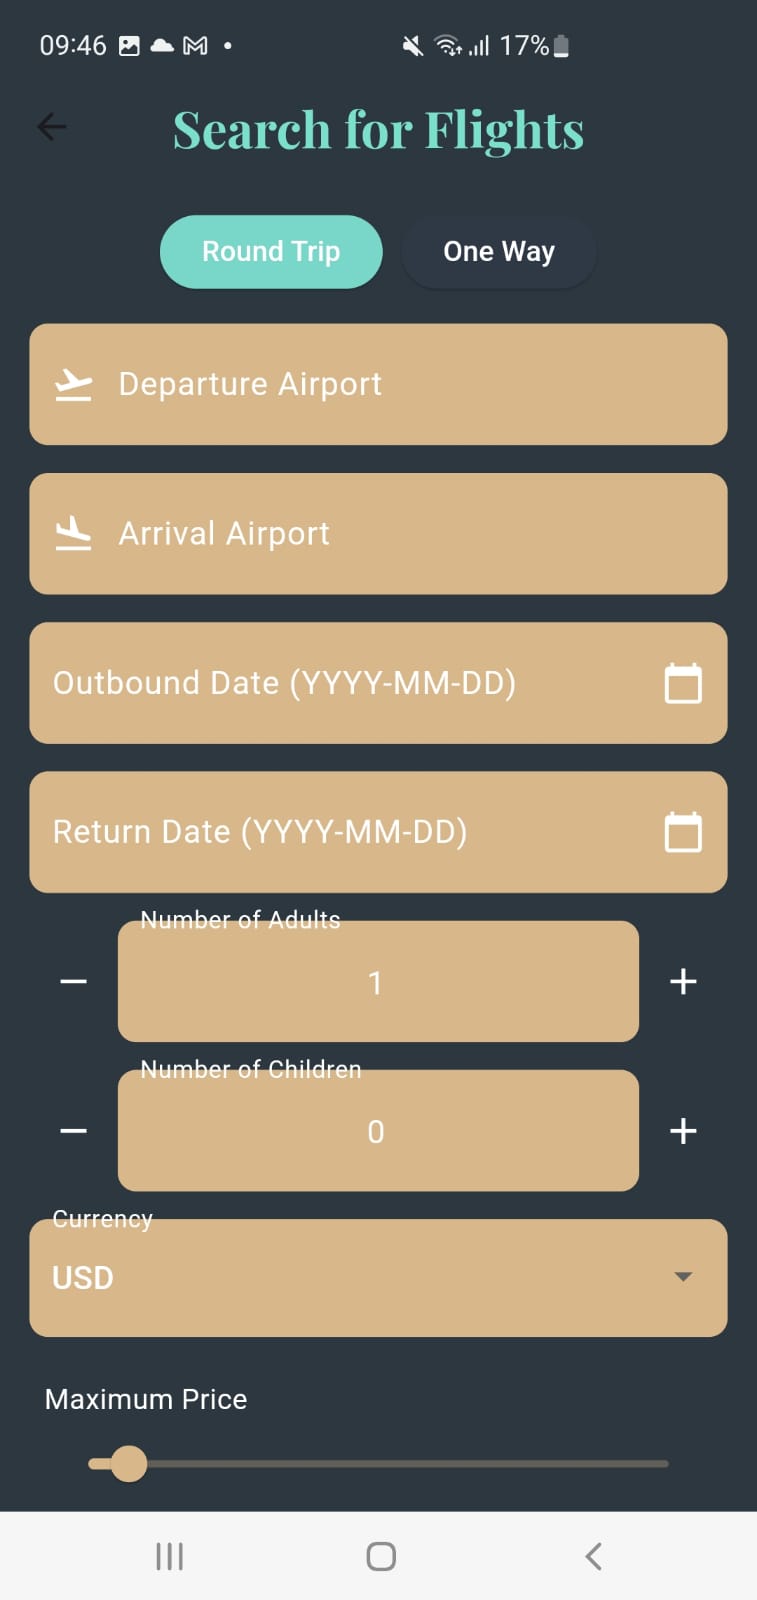 09:46
17%
Search for Flights
Round Trip
One Way
Departure Airport
Arrival Airport
Outbound Date (YYYY-MM-DD)
Return Date (YYYY-MM-DD)
Number of Adults
1
Number of Children
0
Currency
USD
Maximum Price